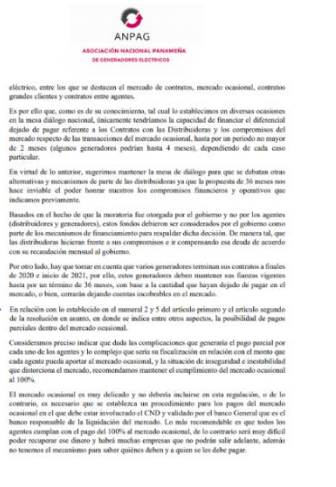 ANPAG
ASOCIACIÓN NACIONAL PANAMEÑA
DE GENERADORES ELÉCTRICOS
eléctrico, entre los que se destacan el mercado de contratos, mercado ocasional, contratos
grandes clientes y contratos entre agentes.
Es por ello que, como es de su conocimiento, tal cual lo establecimos en diversas ocasiones
en la mesa diálogo nacional, únicamente tendríamos la capacidad de financiar el diferencial
dejado de pagar referente a los Contratos con las Distribuidoras y los compromisos del
mercado respecto de las transacciones del mercado ocasional, hasta por un periodo no mayor
de 2 meses (algunos generadores podrían hasta 4 meses), dependiendo de cada caso
particular.
En virtud de lo anterior, sugerimos mantener la mesa de diálogo para que se debatan otras
alternativas y mecanismos de parte de las distribuidoras ya que la propuesta de 36 meses nos
hace inviable el poder honrar nuestros los compromisos financieros y operativos que
indicamos previamente.
Basados en el hecho de que la moratoria fue otorgada por el gobierno y no por los agentes
(distribuidores y generadores), estos fondos debieron ser considerados por el gobierno como
parte de los mecanismos de financiamiento para respaldar dicha decisión. De manera tal, que
las distribuidoras hicieran frente a sus compromisos e ir compensando esa deuda de acuerdo
con su recaudación mensual al gobierno.
Por otro lado, hay que tomar en cuenta que varios generadores terminan sus contratos a finales
de 2020 e inicio de 2021, por ello, estos generadores deben mantener sus fianzas vigentes
hasta por un término de 36 meses, con base a la cantidad que hayan dejado de pagar en el
mercado, o bien, cerrarán dejando cuentas incobrables en el mercado.
En relación con lo establecido en el numeral 2 y 5 del artículo primero y el artículo segundo
de la resolución en asunto, en donde se indica entre otros aspectos, la posibilidad de pagos
parciales dentro del mercado ocasional.
Consideramos preciso indicar que dada las complicaciones que generaría el pago parcial por
cada uno de los agentes y lo complejo que sería su fiscalización en relación con el monto que
cada agente pueda aportar al mercado ocasional, y la situación de inseguridad e inestabilidad
que distorsiona el mercado, recomendamos mantener el cumplimiento del mercado ocasional
al 100%.
El mercado ocasional es muy delicado y no debería incluirse en esta regulación, o de lo
contrario, es necesario que se establezca un procedimiento para los pagos del mercado
ocasional en el que debe estar involucrado el CND y validado por el banco General que es el
banco responsable de la liquidación del mercado. Lo más recomendable es que todos los
agentes cumplan con el pago del 100% al mercado ocasional, de lo contrario será muy difícil
poder recuperar ese dinero y habrá muchas empresas que no podrán salir adelante, además
no tenemos el mecanismo para saber quiénes deben y a quien se les debe pagar.